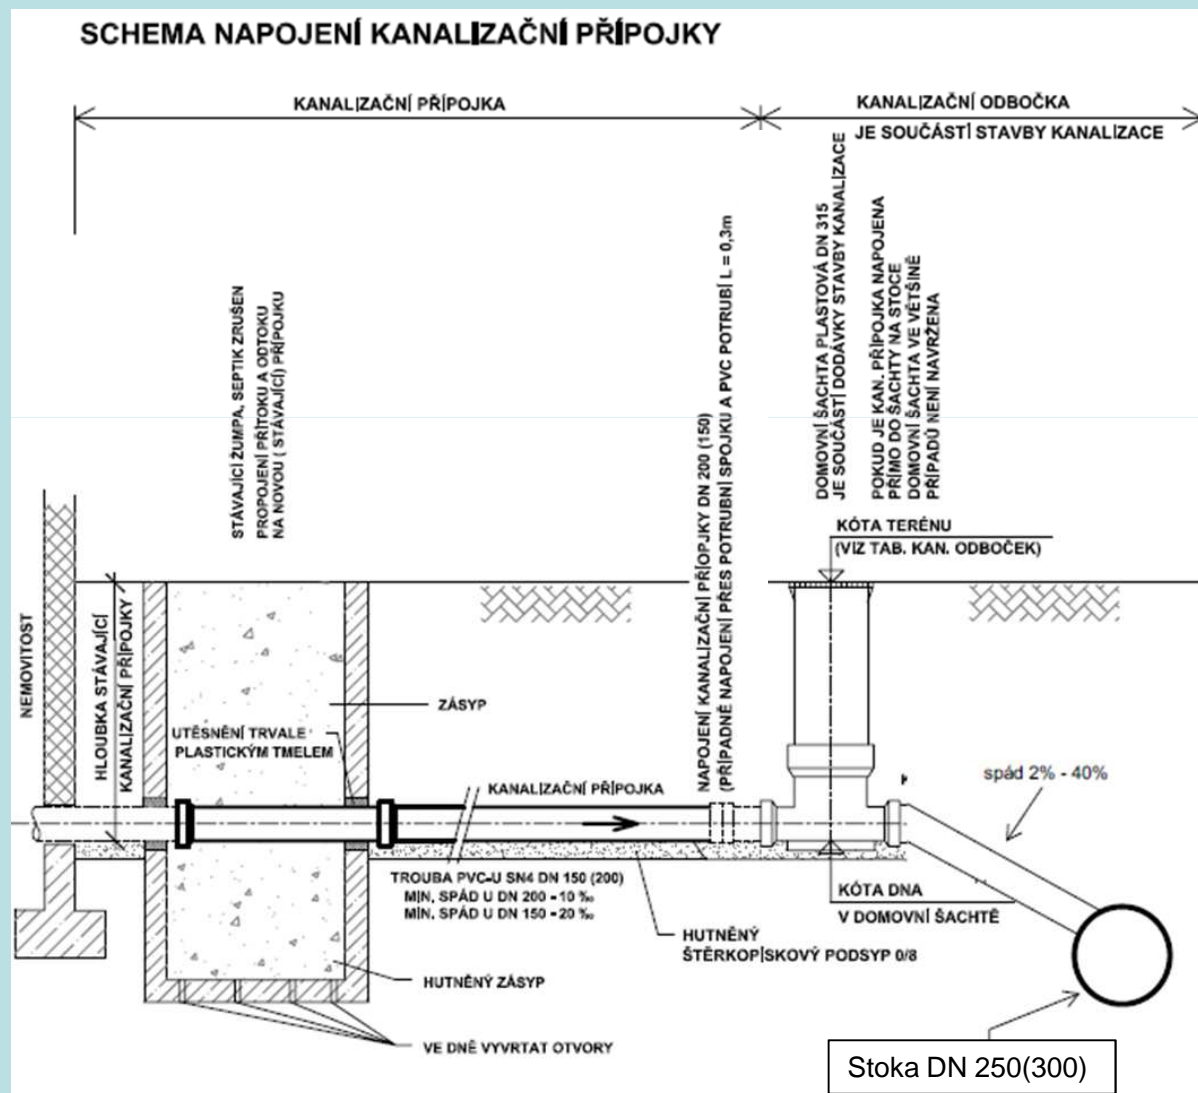 SCHEMA NAPOJENÍ KANALIZAČNÍ PŘÍPOJKY
KANALIZAČNÍ PŘÍPOJKA
KANALIZAČNÍ ODBOČKA
JE SOUČÁSTÍ STAVBY KANALIZACE
STÁVAJÍCÍ ŽUMPA, SEPTIK ZRUŠEN
PROPOJENÍ PŘÍTOKU A ODTOKU
NA NOVOU ( STÁVAJÍCÍ) PŘÍPOJKU
NAPOJENÍ KANALIZAČNÍ PŘÍOPJKY DN 200 (150)
(PŘÍPADNĚ NAPOJENÍ PŘES POTRUBNÍ SPOJKU A PVC POTRUBÍ L = 0,3m
DOMOVNÍ ŠACHTA PLASTOVÁ DN 315
JE SOUČÁSTÍ DODÁVKY STAVBY KANALIZACE
POKUD JE KAN. PŘÍPOJKA NAPOJENA
PŘÍMO DO ŠACHTY NA STOCE
DOMOVNÍ ŠACHTA VE VĚTŠINĚ
PŘÍPADŮ NENÍ NAVRŽENA
KÓTA TERÉNU
(VIZ TAB. KAN. ODBOČEK)
NEMOVITOST
HLOUBKA STÁVAJÍCÍ
KANALIZAČNÍ PŘÍPOJKY
ZÁSYP
UTĚSNĚNÍ TRVALE
PLASTICKÝM TMELEM
KANALIZAČNÍ PŘÍPOJKA
spád 2% - 40%
TROUBA PVC-U SN4 DN 150 (200)
MIN. SPÁD U DN 200 - 10 ‰
MIN. SPÁD U DN 150 - 20 ‰
KÓTA DNA
V DOMOVNÍ ŠACHTĚ
HUTNĚNÝ
ŠTĚRKOPÍSKOVÝ PODSYP 0/8
HUTNĚNÝ ZÁSYP
VE DNĚ VYVRTAT OTVORY
Stoka DN 250(300)